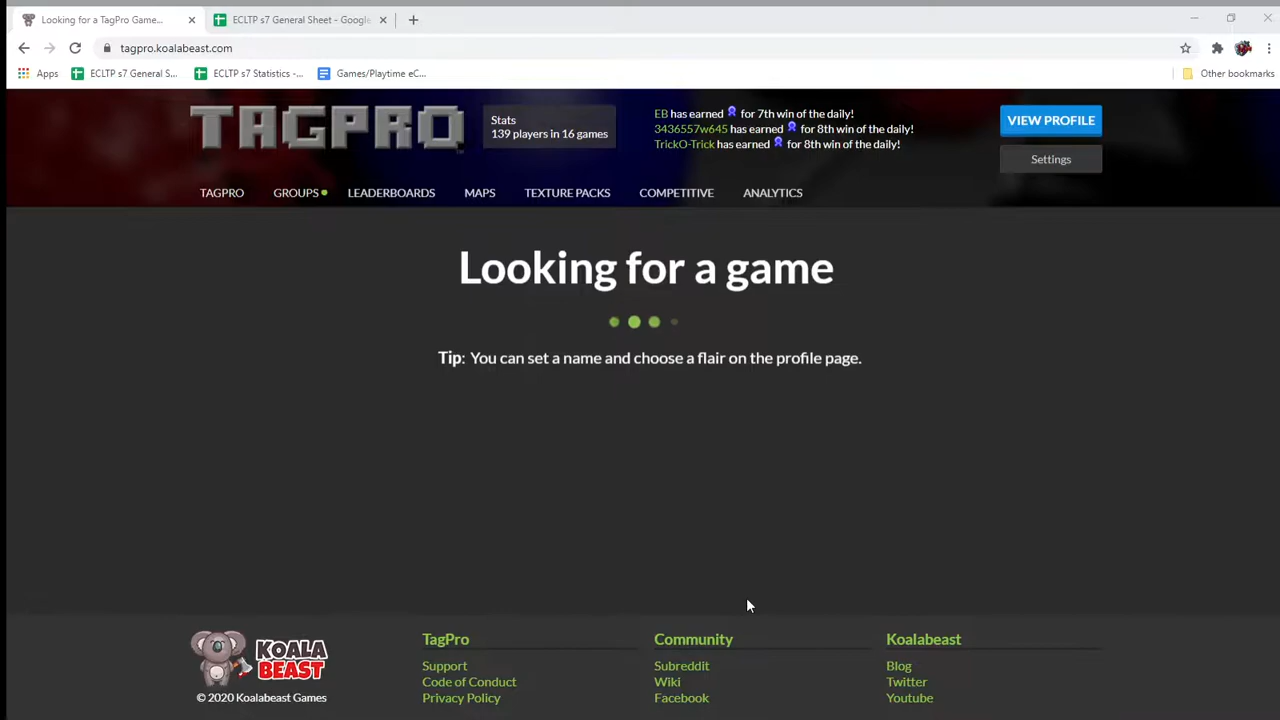 Looking for a TagPro Game...
ECLTP s7 General Sheet - Google
tagpro.koalabeast.com
Apps
ECLTP s7 General S...
ECLTP s7 Statistics -...
Games/Playtime eC...
Other bookmarks
TAGPRO
Stats
139 players in 16 games
EB has earned for 7th win of the daily!
3436557w645 has earned for 8th win of the daily!
TrickO-Trick has earned for 8th win of the daily!
VIEW PROFILE
Settings
TAGPRO
GROUPS
LEADERBOARDS
MAPS
TEXTURE PACKS
COMPETITIVE
ANALYTICS
Looking for a game
Tip: You can set a name and choose a flair on the profile page.
KOALA
BEAST
© 2020 Koalabeast Games
TagPro
Support
Code of Conduct
Privacy Policy
Community
Subreddit
Wiki
Facebook
Koalabeast
Blog
Twitter
Youtube